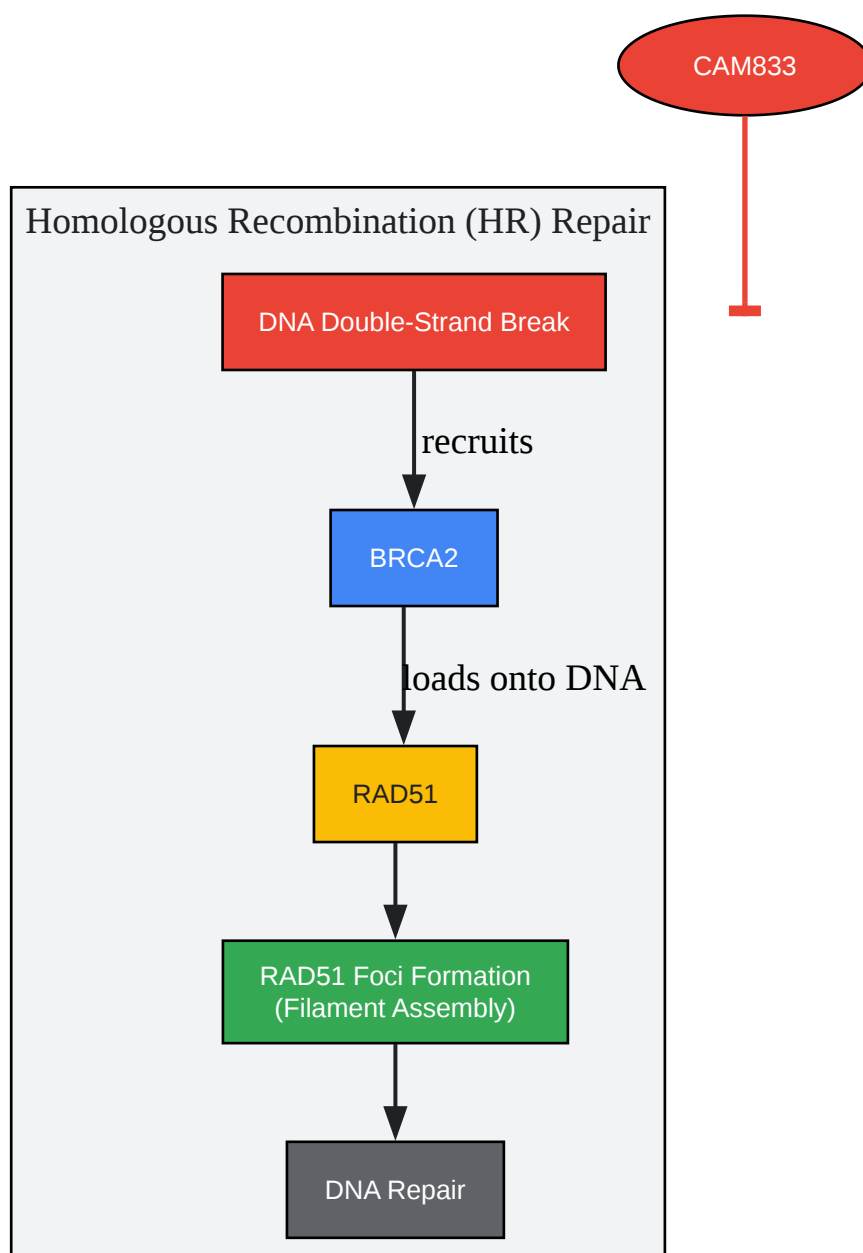 CAM833
Homologous Recombination (HR) Repair
DNA Double-Strand Break
recruits
BRCA2
loads onto DNA
RAD51
RAD51 Foci Formation
(Filament Assembly)
DNA Repair